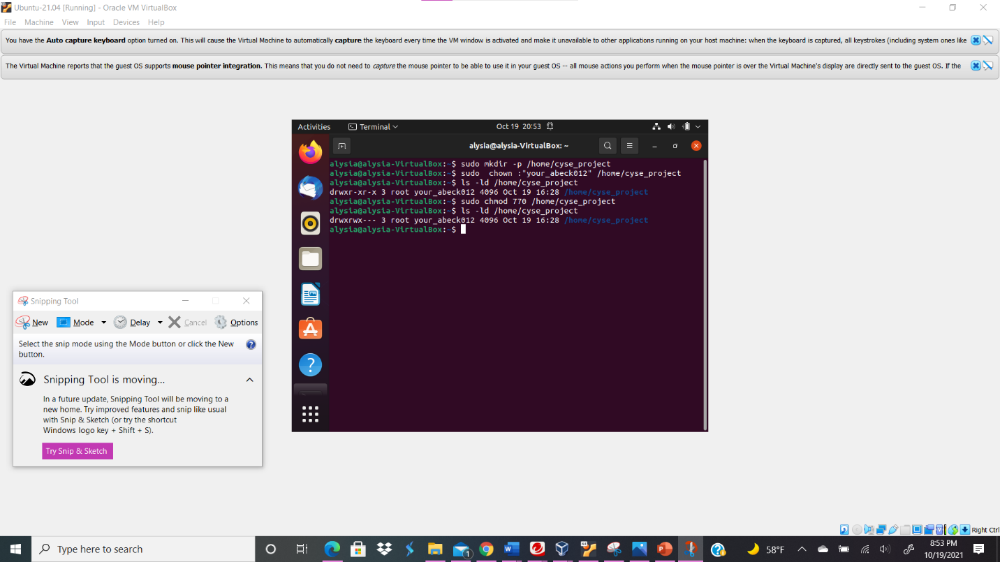 Ubuntu-21.04 [Running] - Oracle VM VirtualBox
File Machine View Input Devices Help
You have the Auto capture keyboard option turned on. This will cause the Virtual Machine to automatically capture the keyboard every time the VM window is activated and make it unavailable to other applications running on your host machine: when the keyboard is captured, all keystrokes (including system ones like
The Virtual Machine reports that the guest OS supports mouse pointer integration. This means that you do not need to capture the mouse pointer to be able to use it in your guest OS -- all mouse actions you perform when the mouse pointer is over the Virtual Machine's display are directly sent to the guest OS. If the
Activities Terminal Oct 19 20:53
alysia@alysia-VirtualBox: ~
alysia@alysia-VirtualBox:~$ sudo mkdir -p /home/cyse_project
alysia@alysia-VirtualBox:~$ sudo  chown :"your_abeck012" /home/cyse_project
alysia@alysia-VirtualBox:~$ ls -ld /home/cyse_project
drwxr-xr-x 3 root your_abeck012 4096 Oct 19 16:28 /home/cyse_project
alysia@alysia-VirtualBox:~$ sudo chmod 770 /home/cyse_project
alysia@alysia-VirtualBox:~$ ls -ld /home/cyse_project
drwxrwx--- 3 root your_abeck012 4096 Oct 19 16:28 /home/cyse_project
alysia@alysia-VirtualBox:~$
Snipping Tool
New Mode Delay Cancel Options
Select the snip mode using the Mode button or click the New
button.
Snipping Tool is moving...
In a future update, Snipping Tool will be moving to a
new home. Try improved features and snip like usual
with Snip & Sketch (or try the shortcut
Windows logo key + Shift + S).
Try Snip & Sketch
Right Ctrl
Type here to search
1
58°F
8:53 PM
10/19/2021